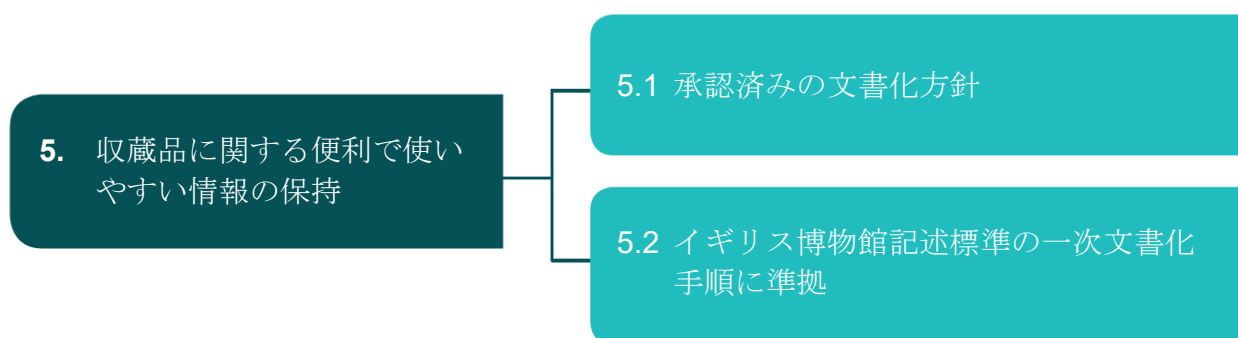 5. 収蔵品に関する便利で使い
やすい情報の保持
5.1 承認済みの文書化方針
5.2 イギリス博物館記述標準の一次文書化
手順に準拠